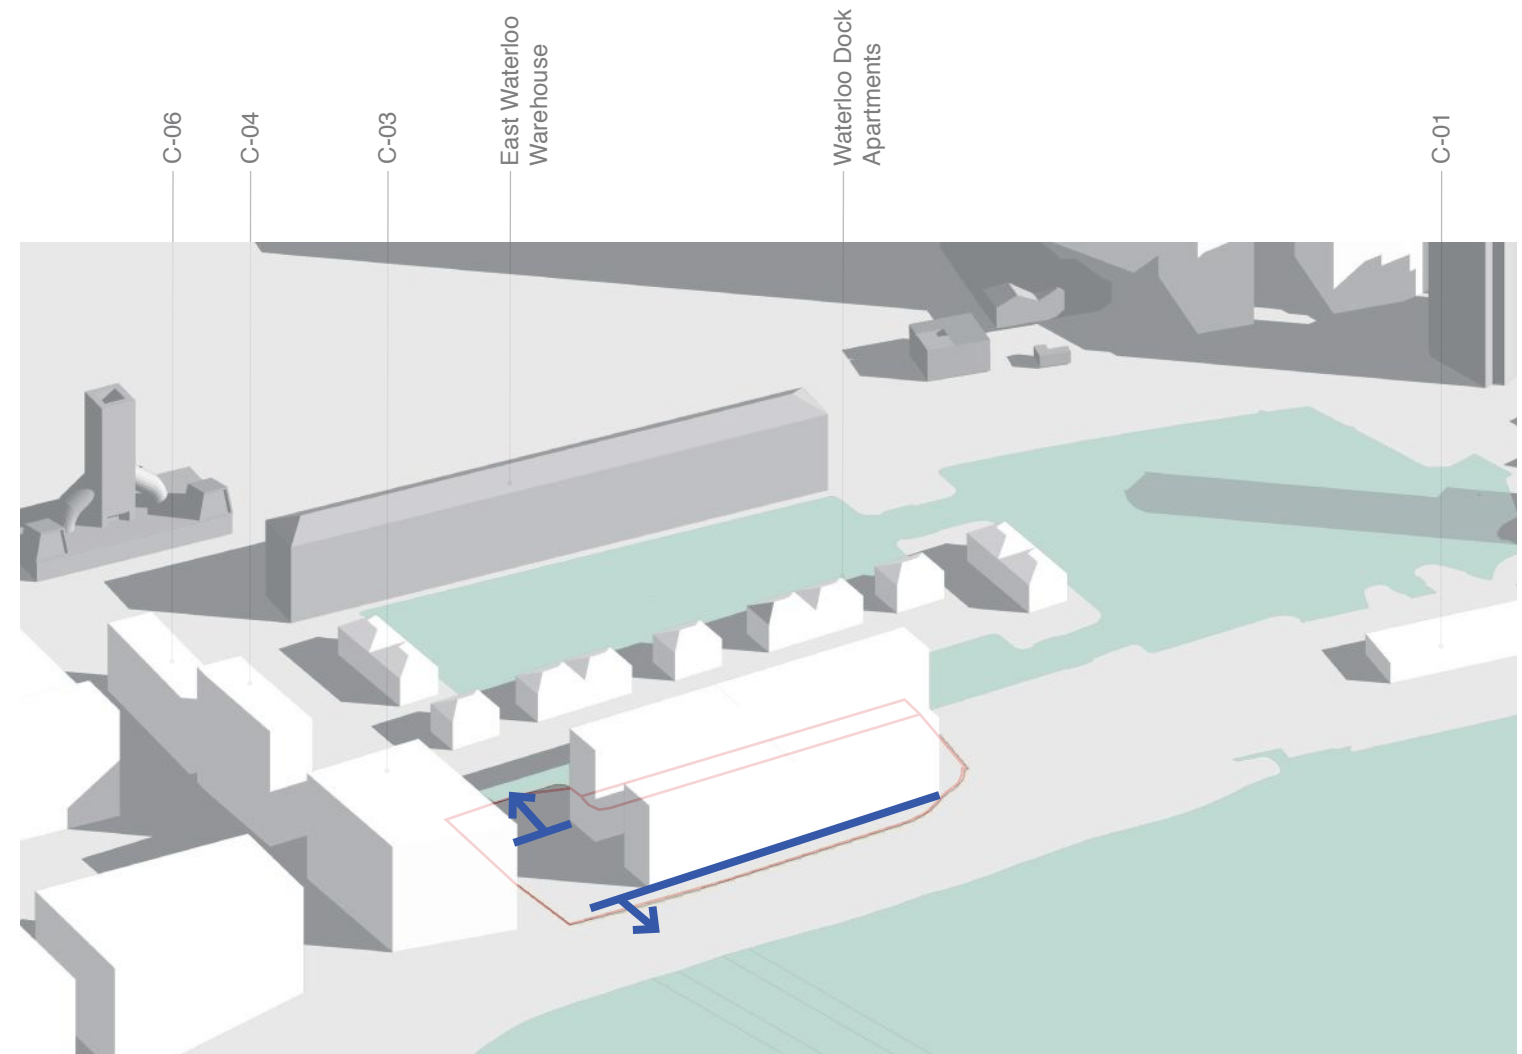 C-06
C-04
C-03
East Waterloo
Warehouse
Waterloo Dock
Apartments
C-01